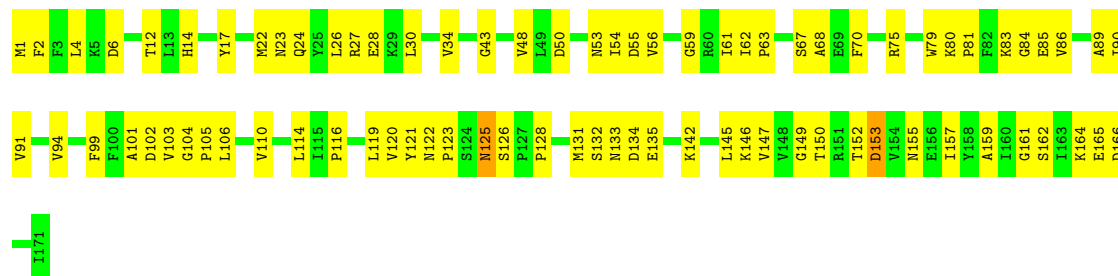 M1 F2 F3 L4 K5 D6 T12 L13 H14 Y17 M22 N23 Q24 Y25 L26 R27 E28 K29 L30 V34 G43 V48 L49 D50 N53 I54 D55 V56 G59 R60 I61 I62 P63 S67 A68 E69 F70 R75 W79 K80 P81 F82 K83 G84 E85 V86 A89 I90
V91 V94 F99 F100 A101 D102 V103 G104 P105 L106 V110 L114 I115 P116 L119 V120 Y121 N122 P123 S124 N125 S126 P127 P128 M131 S132 N133 D134 E135 K142 L145 K146 V147 V148 G149 T150 R151 T152 D153 V154 N155 E156 I157 Y158 A159 I160 G161 S162 I163 K164 E165 D166
I171